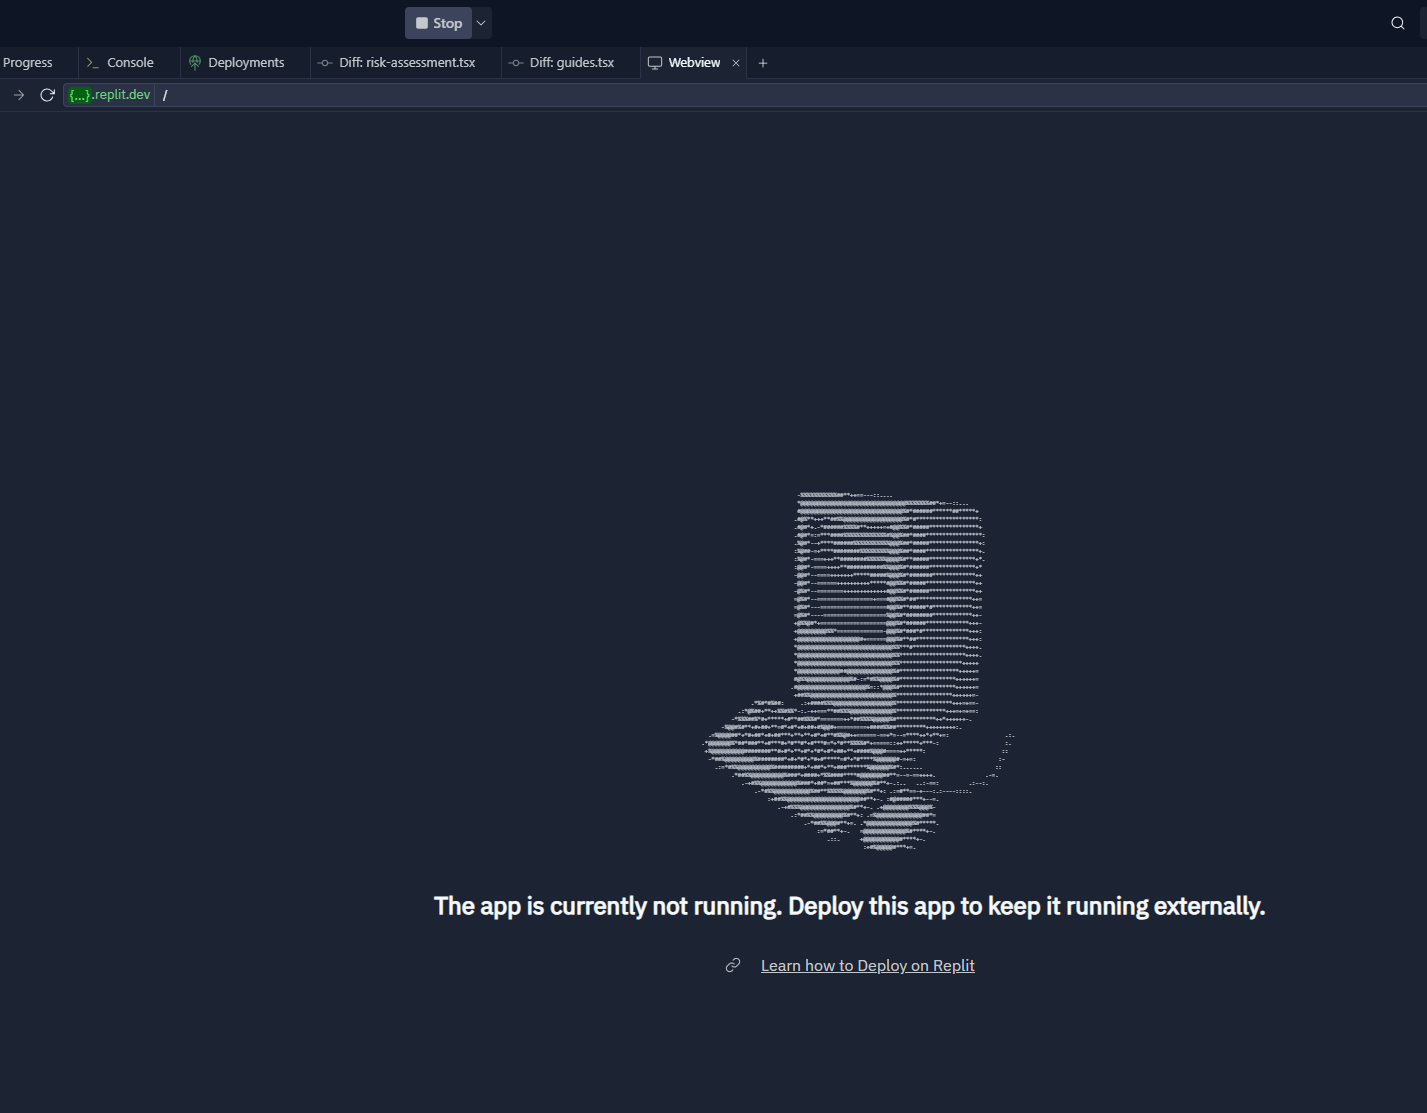 Stop
Progress
Console
Deployments
Diff: risk-assessment.tsx
Diff: guides.tsx
Webview
{...}.replit.dev /
The app is currently not running. Deploy this app to keep it running externally.
Learn how to Deploy on Replit